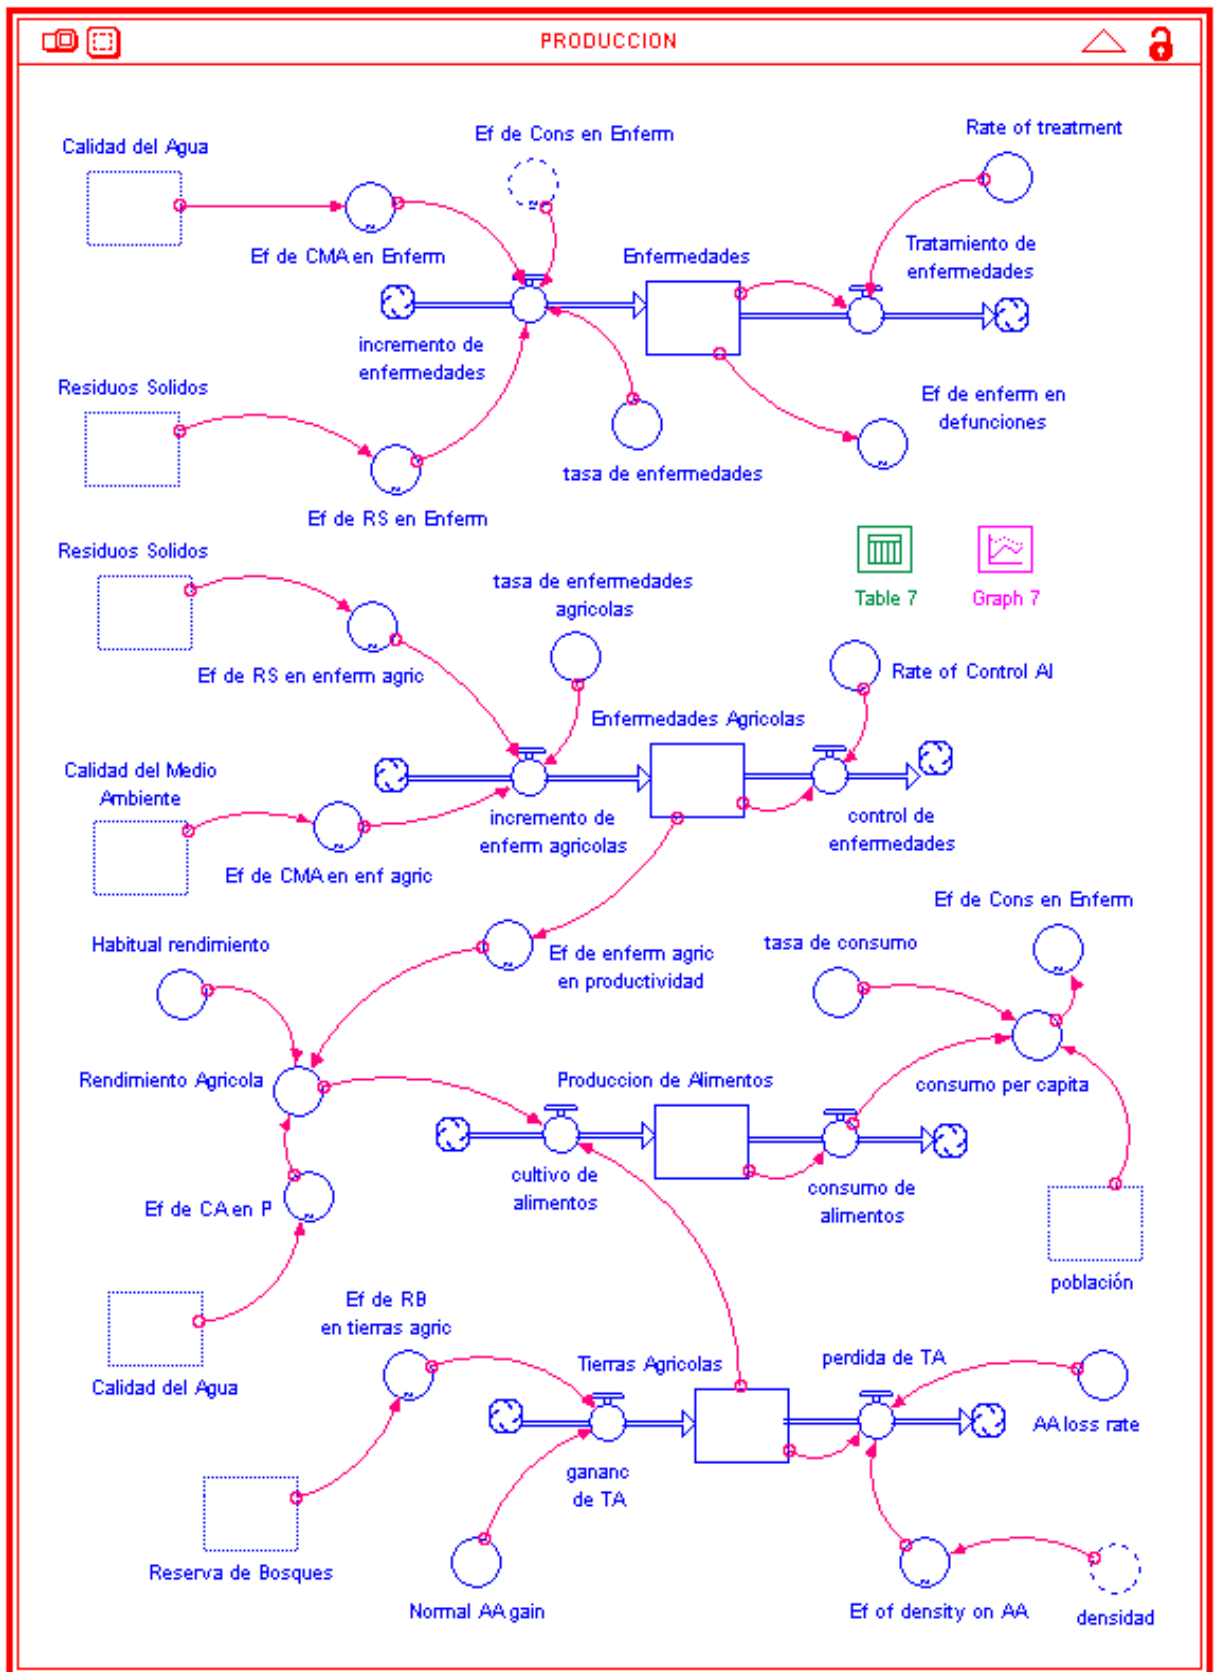 PRODUCCION
Calidad del Agua
Ef de Cons en Enferm
Rate of treatment
Ef de CMA en Enferm
Enfermedades
Tratamiento de
enfermedades
incremento de
enfermedades
Residuos Solidos
Ef de enferm en
defunciones
tasa de enfermedades
Ef de RS en Enferm
Residuos Solidos
tasa de enfermedades
agricolas
Table 7
Graph 7
Ef de RS en enferm agric
Rate of Control AI
Enfermedades Agricolas
Calidad del Medio
Ambiente
incremento de
enferm agricolas
control de
enfermedades
Ef de CMA en enf agric
Ef de Cons en Enferm
Habitual rendimiento
tasa de consumo
Ef de enferm agric
en productividad
Rendimiento Agricola
Produccion de Alimentos
consumo per capita
cultivo de
alimentos
consumo de
alimentos
Ef de CA en P
población
Ef de RB
en tierras agric
Calidad del Agua
Tierras Agricolas
perdida de TA
AA loss rate
gananc
de TA
Reserva de Bosques
Normal AA gain
Ef of density on AA
densidad